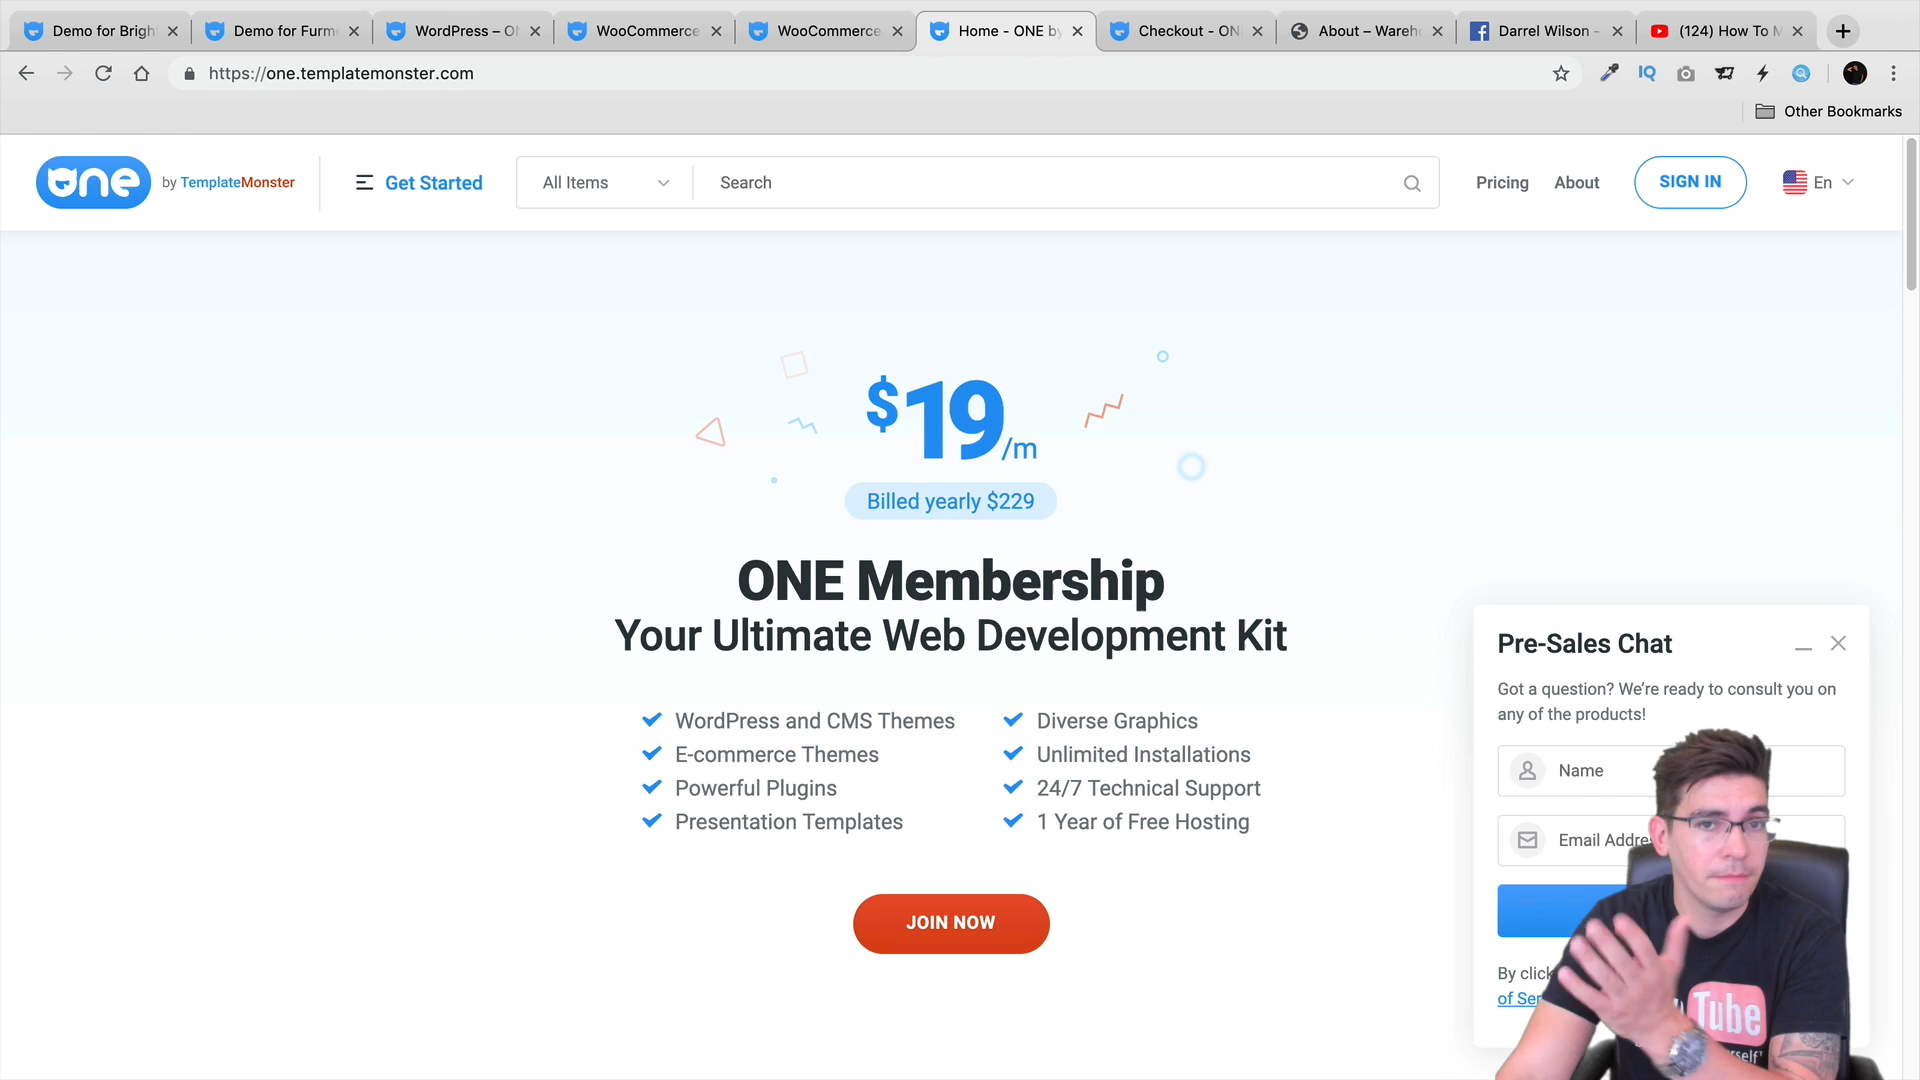 Demo for Brigh
Demo for Furm
WordPress – O
WooCommerce
WooCommerce
Home - ONE by
Checkout - ON
About – Wareh
Darrel Wilson -
(124) How To M
https://one.templatemonster.com
IQ
Other Bookmarks
one by TemplateMonster
Get Started
All Items
Search
Pricing
About
SIGN IN
En
$19/m
Billed yearly $229
ONE Membership
Your Ultimate Web Development Kit
WordPress and CMS Themes
E-commerce Themes
Powerful Plugins
Presentation Templates
Diverse Graphics
Unlimited Installations
24/7 Technical Support
1 Year of Free Hosting
JOIN NOW
Pre-Sales Chat
Got a question? We’re ready to consult you on
any of the products!
Name
Email Addre
By click
of Ser
Tube